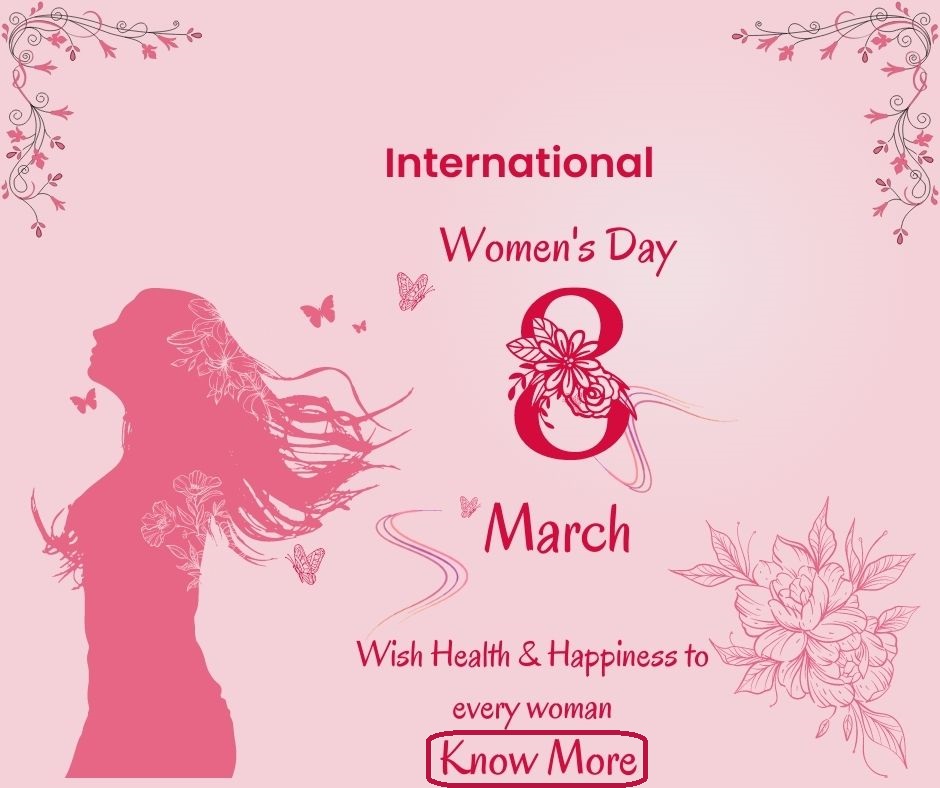 International
Women's Day
8
March
Wish Health & Happiness to
every woman
Know More